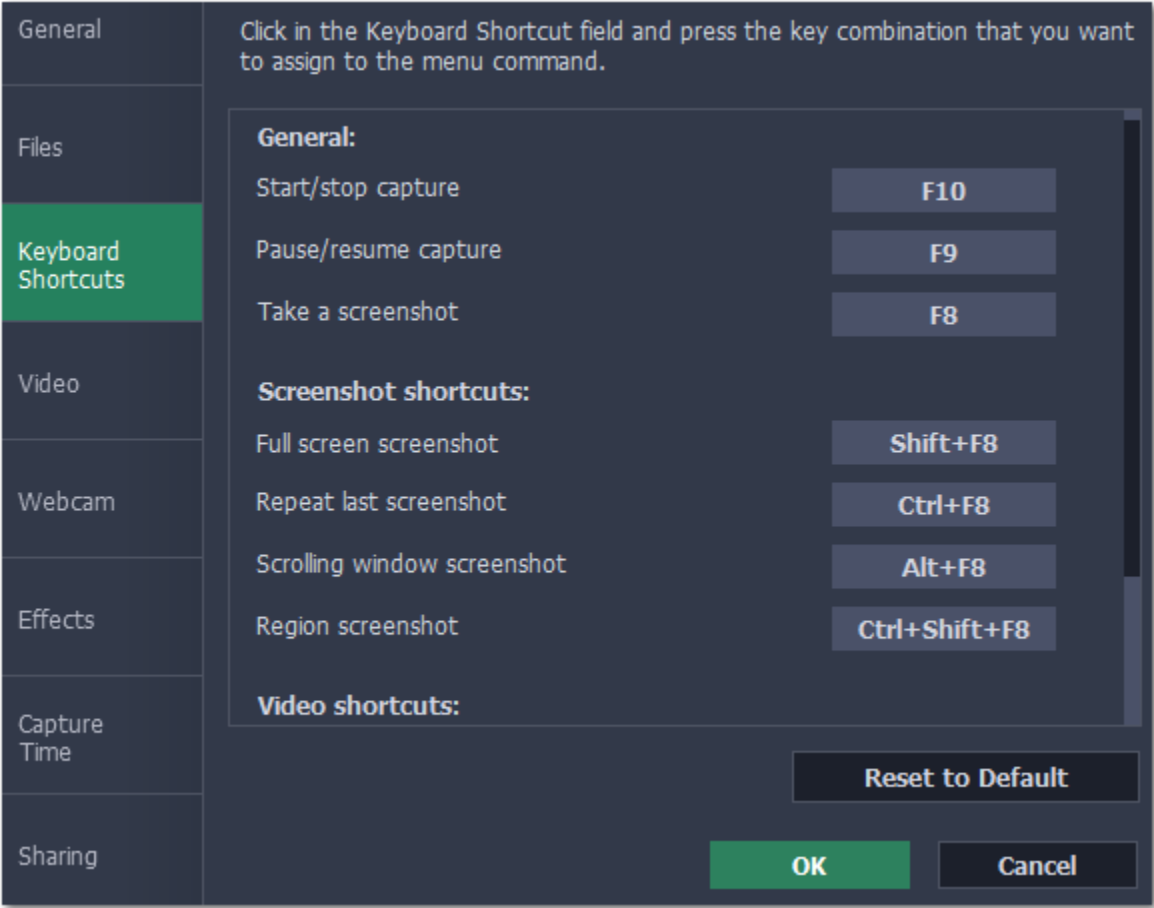 General
Files
Keyboard
Shortcuts
Video
Webcam
Effects
Capture
Time
Sharing
Click in the Keyboard Shortcut field and press the key combination that you want
to assign to the menu command.
General:
Start/stop capture F10
Pause/resume capture F9
Take a screenshot F8
Screenshot shortcuts:
Full screen screenshot Shift+F8
Repeat last screenshot Ctrl+F8
Scrolling window screenshot Alt+F8
Region screenshot Ctrl+Shift+F8
Video shortcuts:
Reset to Default
OK Cancel